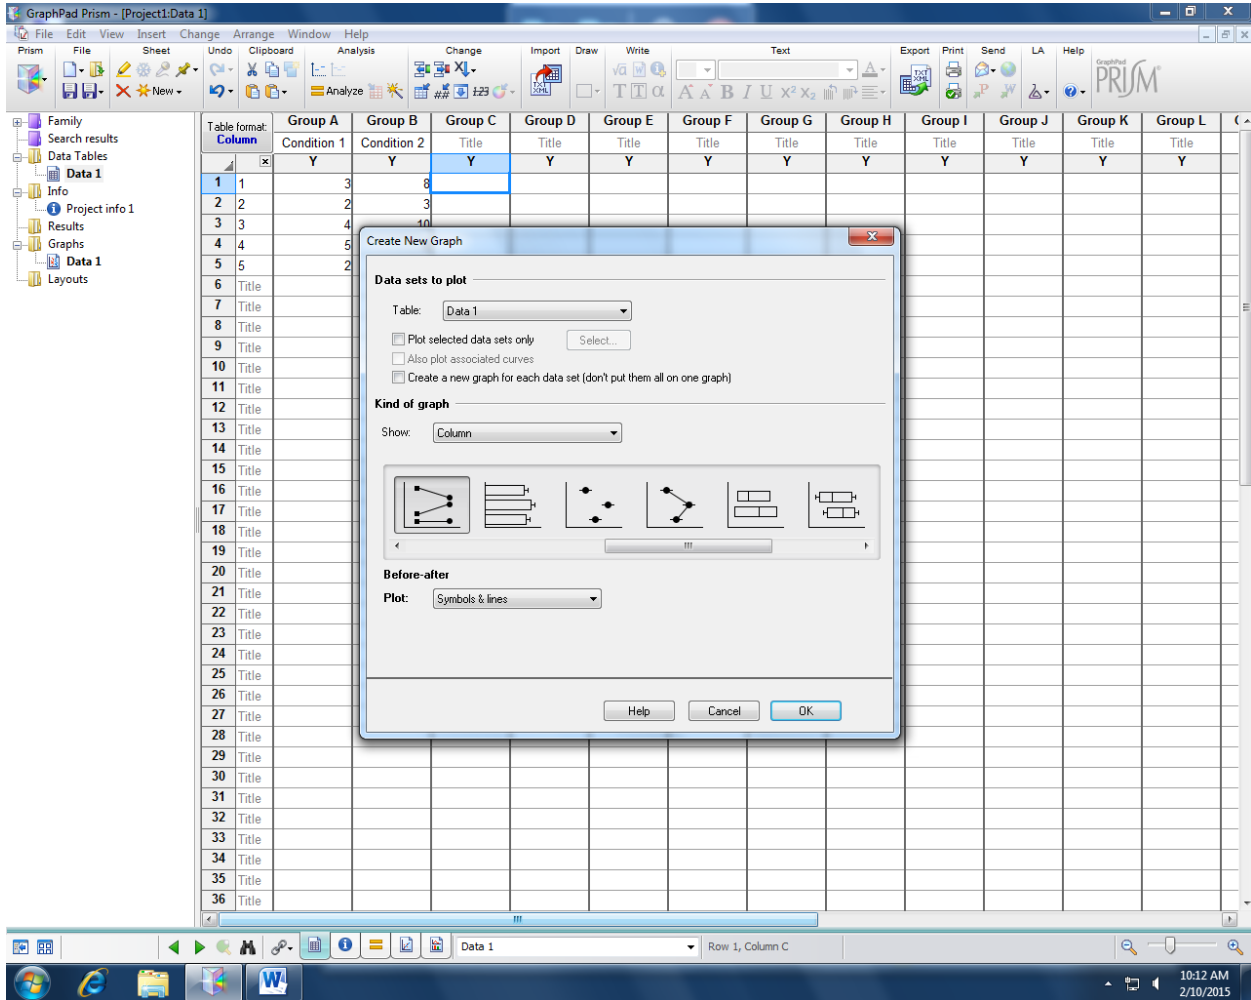 GraphPad Prism - [Project1:Data 1]
File Edit View Insert Change Arrange Window Help
Prism File Sheet Undo Clipboard Analysis Change Import Draw Write Text Export Print Send LA Help
New Analyze
GraphPad
PRISM
Family
Search results
Data Tables
Data 1
Info
Project info 1
Results
Graphs
Data 1
Layouts
Table format: Group A Group B Group C Group D Group E Group F Group G Group H Group I Group J Group K Group L
Column Condition 1 Condition 2 Title Title Title Title Title Title Title Title Title Title
Y Y Y Y Y Y Y Y Y Y Y Y
1 1 3 8
2 2 2 3
3 3 4 10
4 4 5
5 5 2
6 Title
7 Title
8 Title
9 Title
10 Title
11 Title
12 Title
13 Title
14 Title
15 Title
16 Title
17 Title
18 Title
19 Title
20 Title
21 Title
22 Title
23 Title
24 Title
25 Title
26 Title
27 Title
28 Title
29 Title
30 Title
31 Title
32 Title
33 Title
34 Title
35 Title
36 Title
Create New Graph
Data sets to plot
Table: Data 1
Plot selected data sets only Select...
Also plot associated curves
Create a new graph for each data set (don't put them all on one graph)
Kind of graph
Show: Column
Before-after
Plot: Symbols & lines
Help Cancel OK
Data 1 Row 1, Column C
10:12 AM
2/10/2015